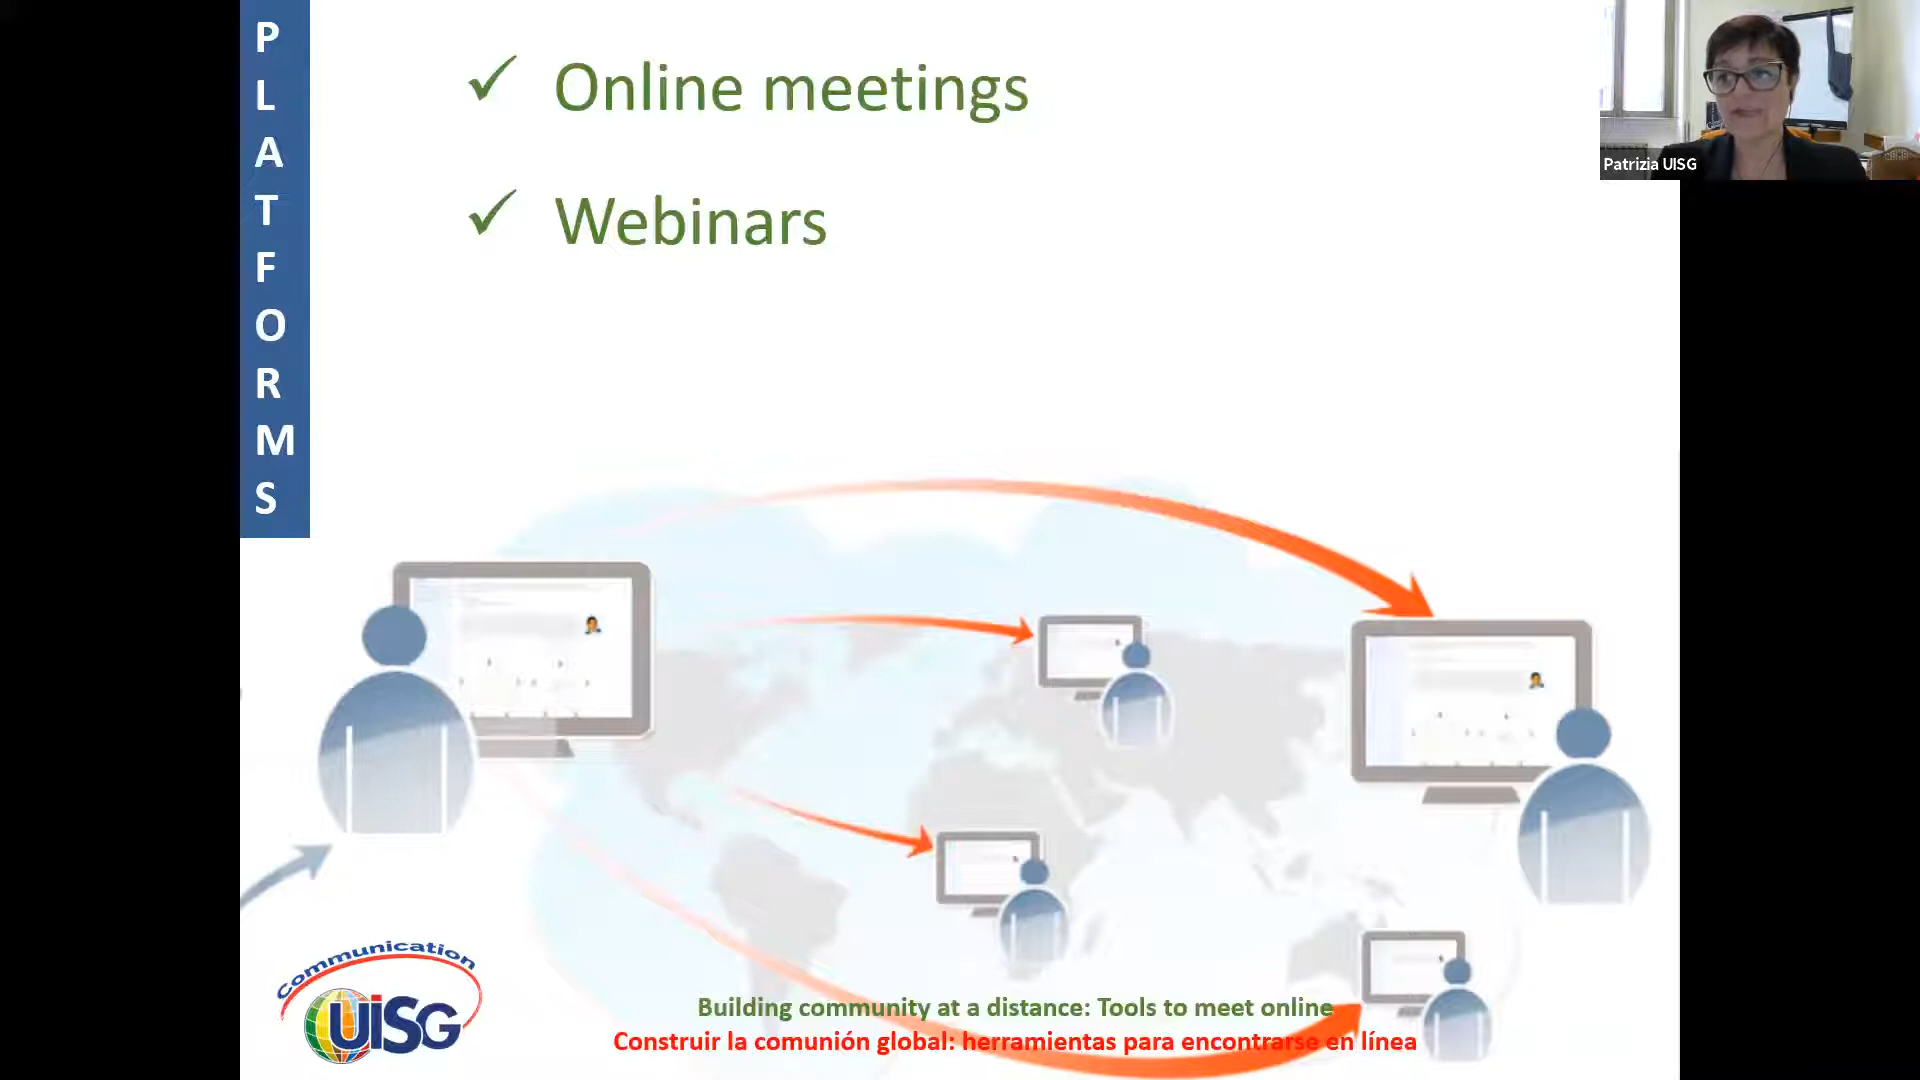 PLATFORMS
✓ Online meetings
✓ Webinars
Patrizia UISG
Communication
UISG
Building community at a distance: Tools to meet online
Construir la comunión global: herramientas para encontrarse en línea